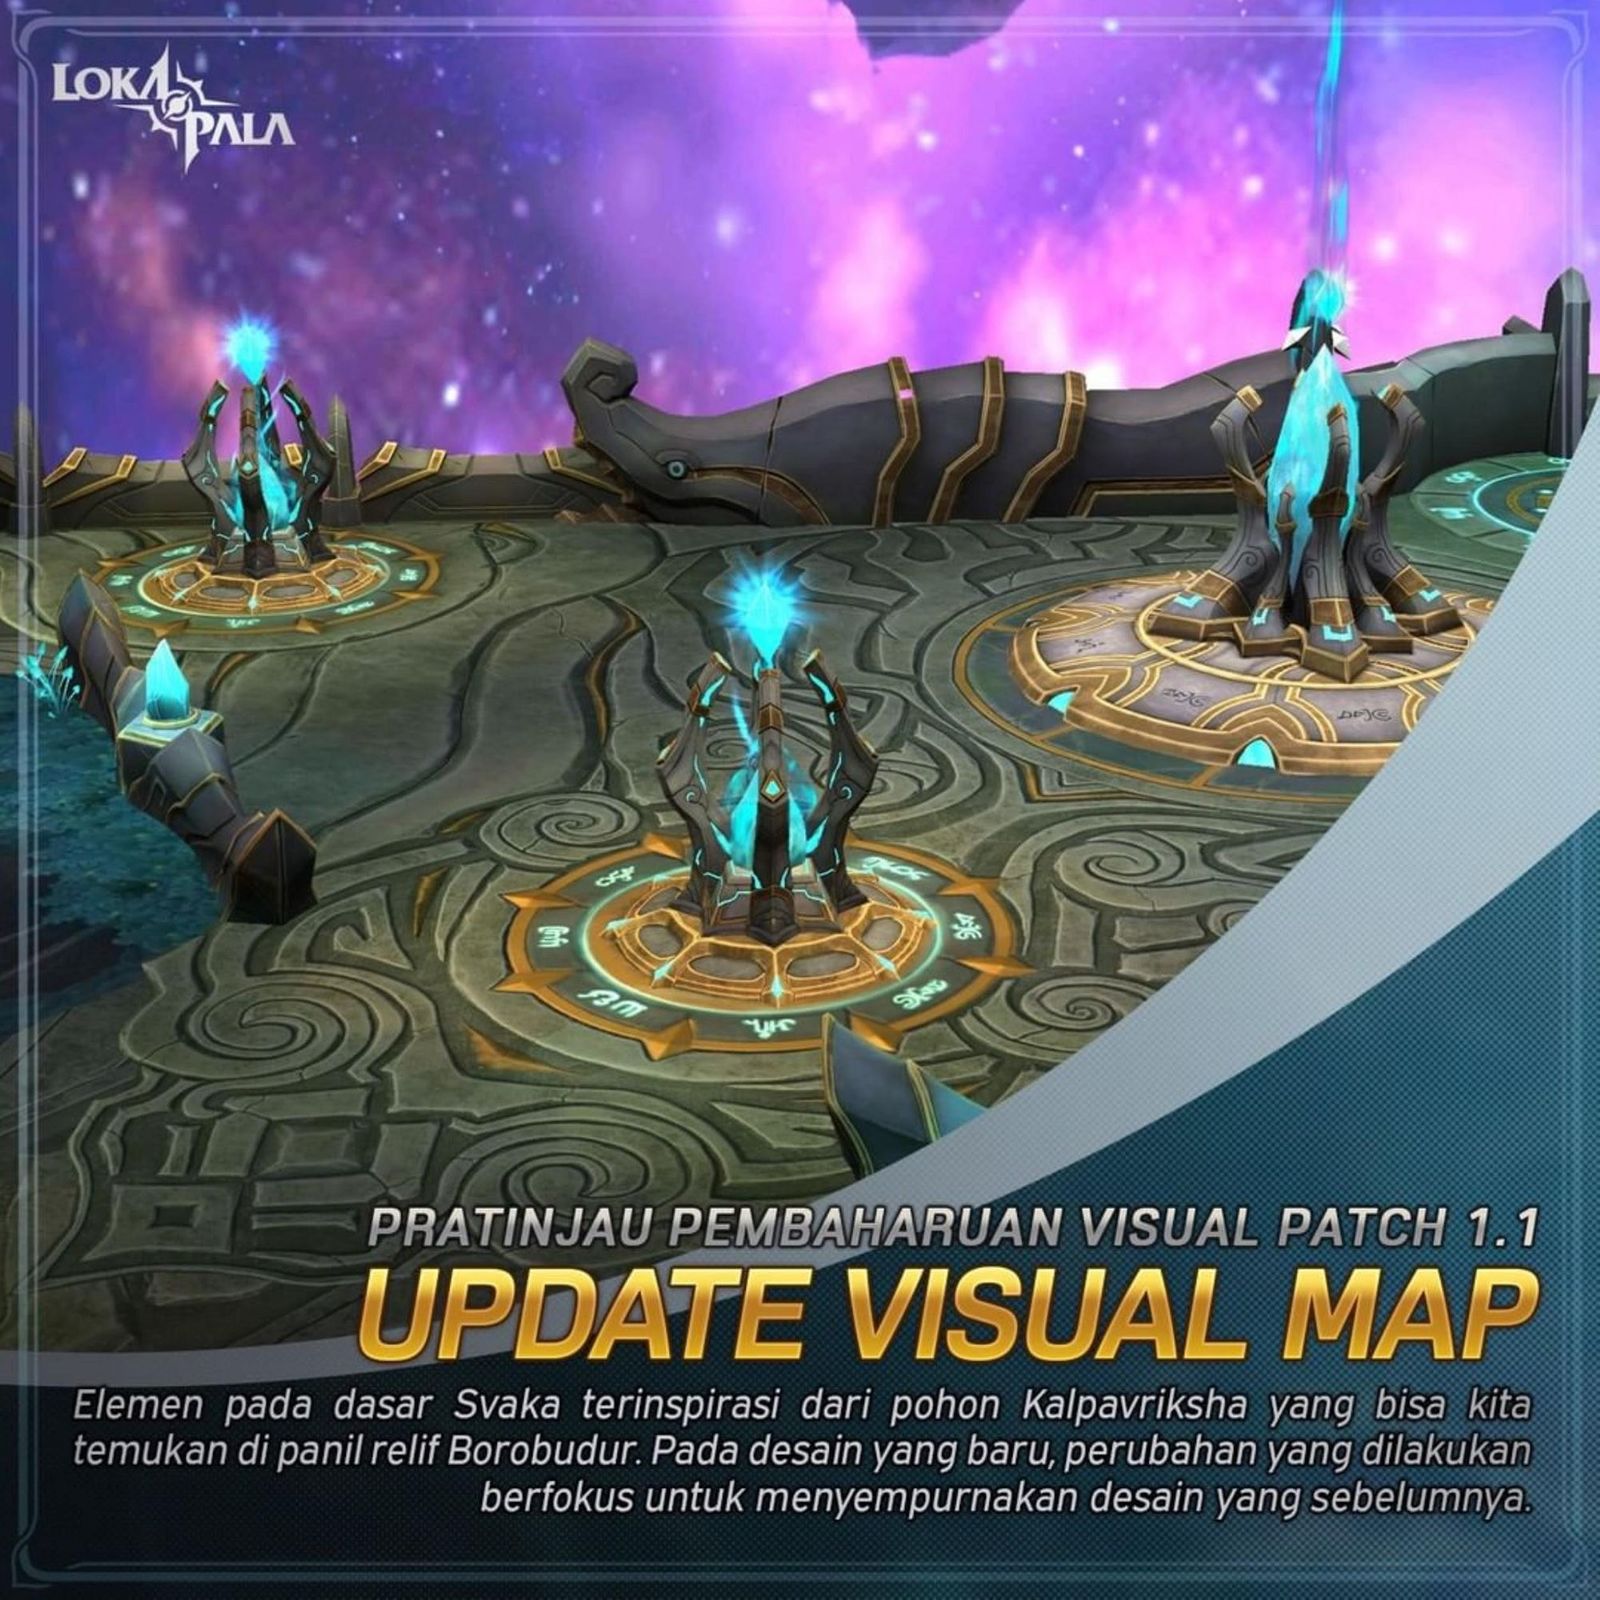 LOKA
PALA
PRATINJAU PEMBAHARUAN VISUAL PATCH 1.1
UPDATE VISUAL MAP
Elemen pada dasar Svaka terinspirasi dari pohon Kalpavriksha yang bisa kita
temukan di panil relif Borobudur. Pada desain yang baru, perubahan yang dilakukan
berfokus untuk menyempurnakan desain yang sebelumnya.